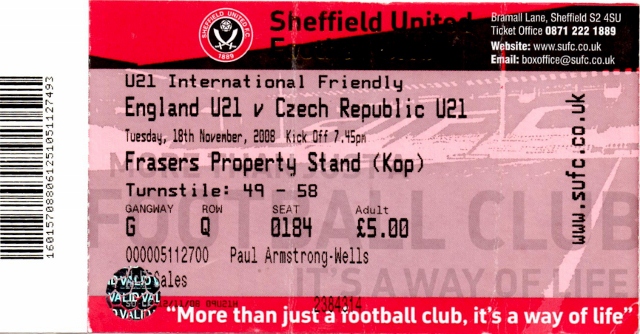 SHEFFIELD UNITED F.C.
1889
Sheffield United
Bramall Lane, Sheffield S2 4SU
Ticket Office 0871 222 1889
Website: www.sufc.co.uk
Email: boxoffice@sufc.co.uk
U21 International Friendly
England U21 v Czech Republic U21
Tuesday, 18th November, 2008 Kick Off 7.45pm
Frasers Property Stand (Kop)
Turnstile: 49 - 58
GANGWAY ROW SEAT Adult
G Q 0184 £5.00
000005112700 Paul Armstrong-Wells
Sales
VALID VALID
2384314
"More than just a football club, it's a way of life"
www.sufc.co.uk
160157088061251051127493
FOOTBALL CLUB
IT'S A WAY OF LIFE